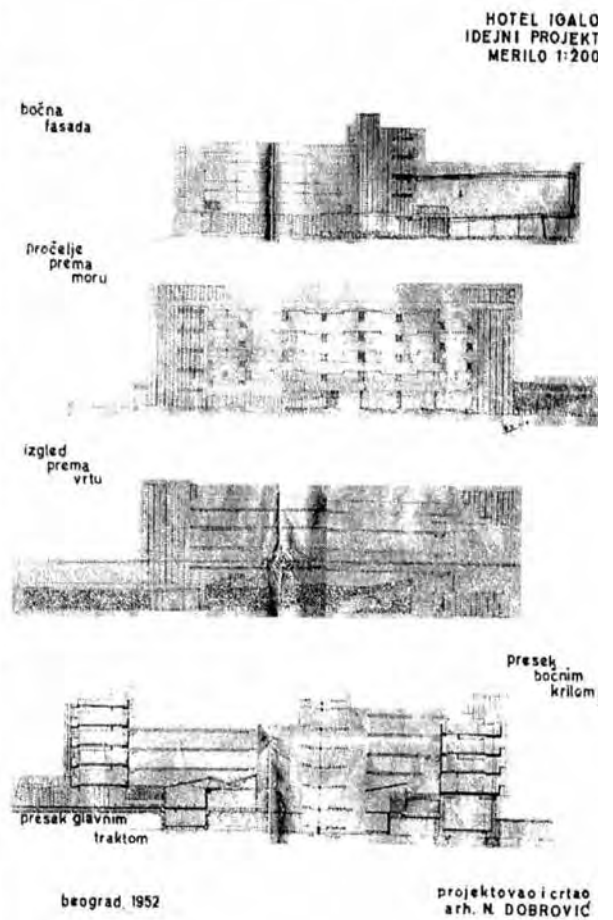 HOTEL IGALO
IDEJNI PROJEKT
MERILO 1:200
bočna
fasada
pročelje
prema
moru
izgled
prema
vrtu
presek
bočnim
krilom
presek glavnim
traktom
beograd, 1952.
projektovao i crtao
arh. N. DOBROVIĆ